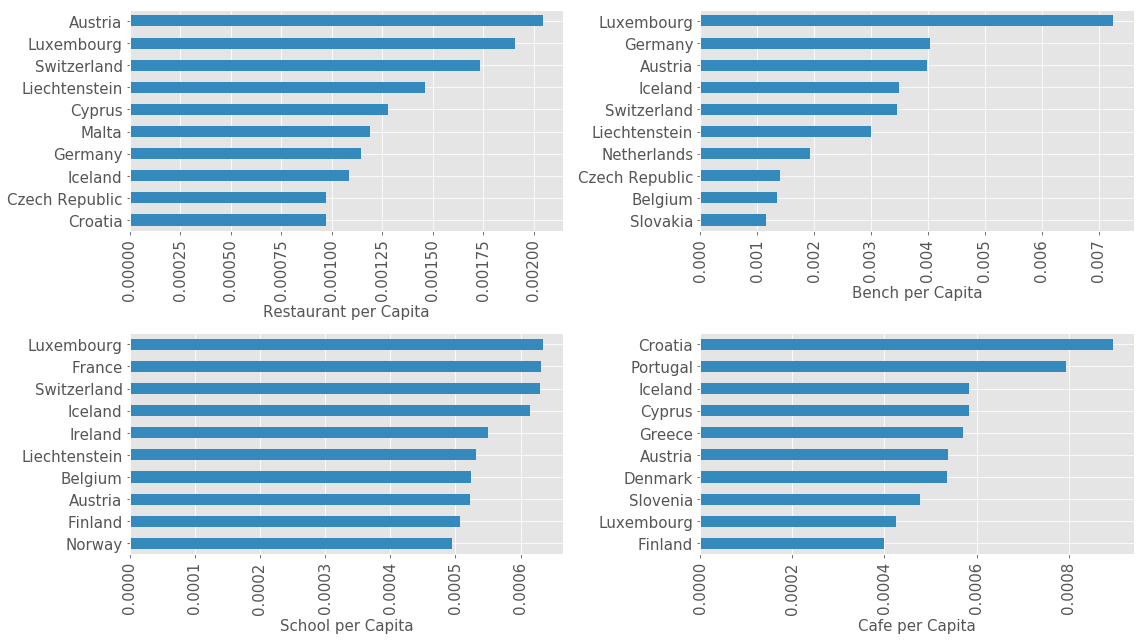 Austria
Luxembourg
Switzerland
Liechtenstein
Cyprus
Malta
Germany
Iceland
Czech Republic
Croatia
0.00000
0.00025
0.00050
0.00075
0.00100
0.00125
0.00150
0.00175
0.00200
Restaurant per Capita
Luxembourg
Germany
Austria
Iceland
Switzerland
Liechtenstein
Netherlands
Czech Republic
Belgium
Slovakia
0.000
0.001
0.002
0.003
0.004
0.005
0.006
0.007
Bench per Capita
Luxembourg
France
Switzerland
Iceland
Ireland
Liechtenstein
Belgium
Austria
Finland
Norway
0.0000
0.0001
0.0002
0.0003
0.0004
0.0005
0.0006
School per Capita
Croatia
Portugal
Iceland
Cyprus
Greece
Austria
Denmark
Slovenia
Luxembourg
Finland
0.0000
0.0002
0.0004
0.0006
0.0008
Cafe per Capita